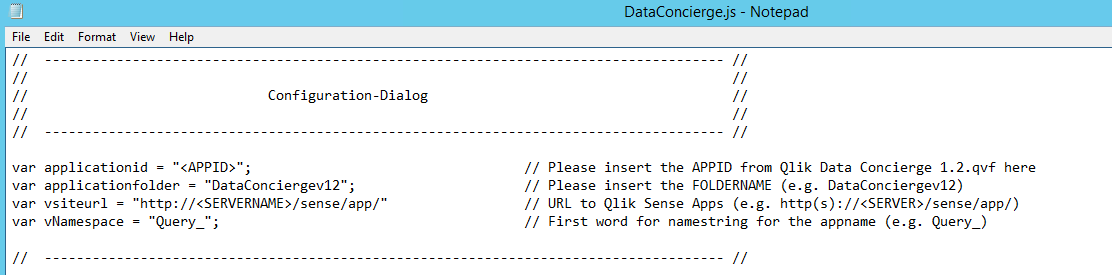 DataConcierge.js - Notepad
File Edit Format View Help
// ------------------------------------------------------------------------------------- //
// //
// Configuration-Dialog //
// //
// ------------------------------------------------------------------------------------- //
var applicationid = "<APPID>"; // Please insert the APPID from Qlik Data Concierge 1.2.qvf here
var applicationfolder = "DataConciergev12"; // Please insert the FOLDERNAME (e.g. DataConciergev12)
var vsiteurl = "http://<SERVERNAME>/sense/app/" // URL to Qlik Sense Apps (e.g. http(s)://<SERVER>/sense/app/)
var vNamespace = "Query_"; // First word for namestring for the appname (e.g. Query_)
// ------------------------------------------------------------------------------------- //